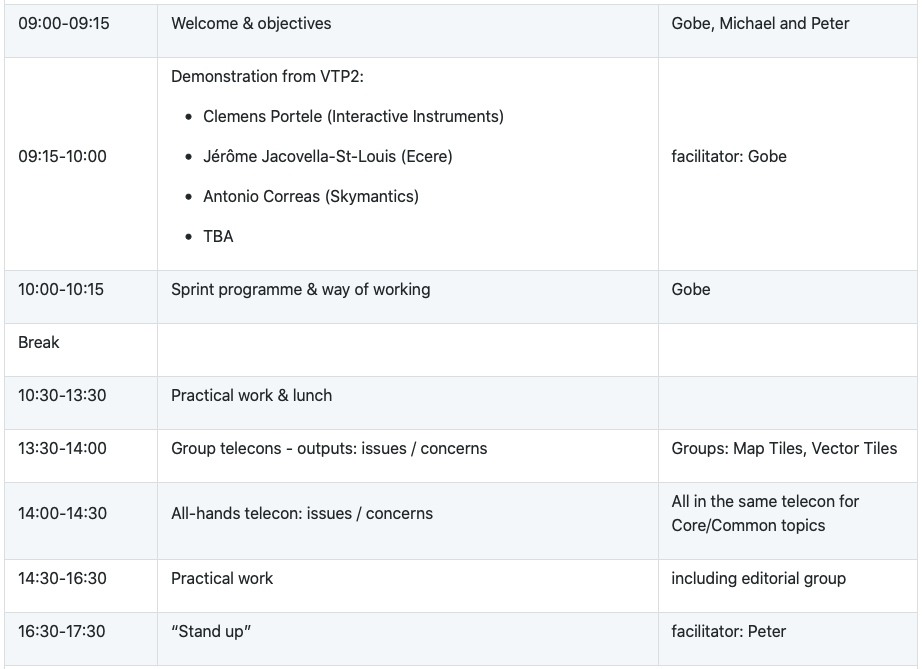 09:00-09:15 Welcome & objectives Gobe, Michael and Peter
Demonstration from VTP2:
• Clemens Portele (Interactive Instruments)
09:15-10:00 • Jérôme Jacovella-St-Louis (Ecere) facilitator: Gobe
• Antonio Correas (Skymantics)
• TBA
10:00-10:15 Sprint programme & way of working Gobe
Break
10:30-13:30 Practical work & lunch
13:30-14:00 Group telecons - outputs: issues / concerns Groups: Map Tiles, Vector Tiles
14:00-14:30 All-hands telecon: issues / concerns All in the same telecon for
Core/Common topics
14:30-16:30 Practical work including editorial group
16:30-17:30 “Stand up” facilitator: Peter